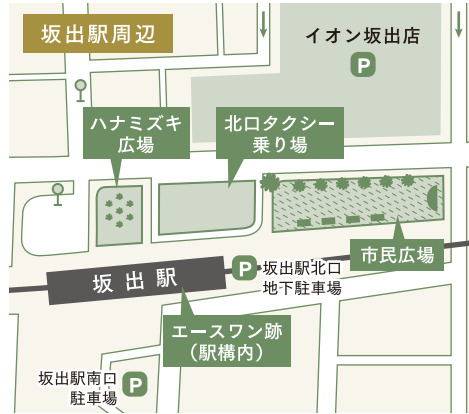 坂出駅周辺
イオン坂出店
P
ハナミズキ
広場
北口タクシー
乗り場
市民広場
P
坂出駅北口
地下駐車場
坂出駅
エースワン跡
（駅構内）
坂出駅南口
駐車場
P